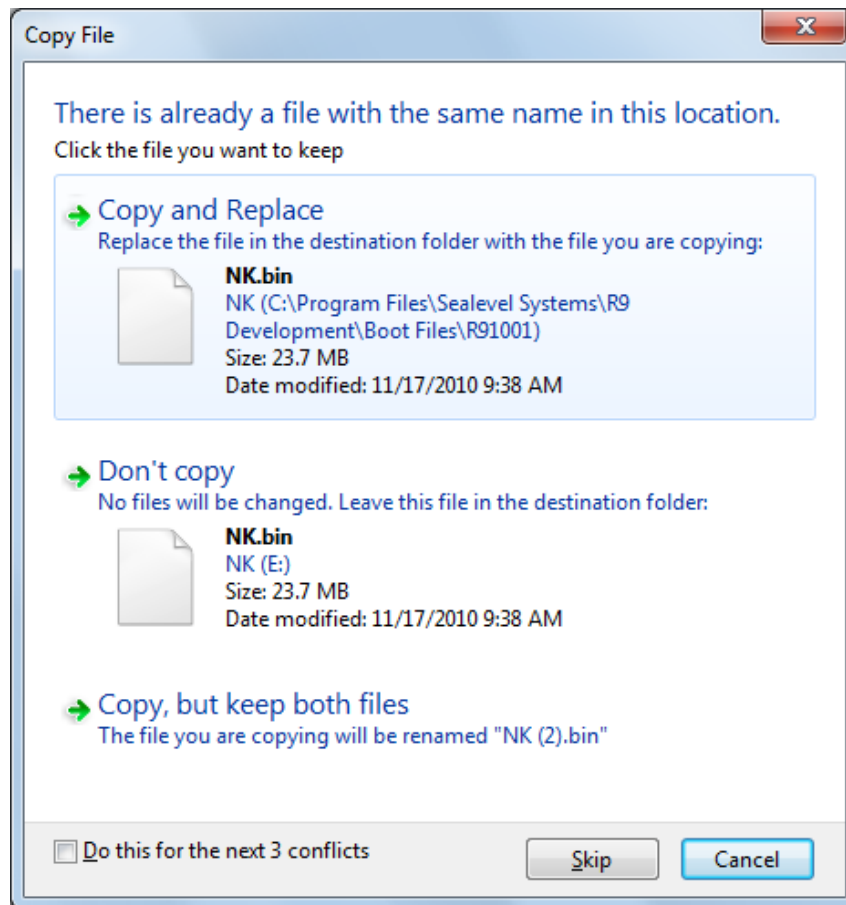 Copy File
There is already a file with the same name in this location.
Click the file you want to keep
Copy and Replace
Replace the file in the destination folder with the file you are copying:
NK.bin
NK (C:\Program Files\Sealevel Systems\R9
Development\Boot Files\R91001)
Size: 23.7 MB
Date modified: 11/17/2010 9:38 AM
Don't copy
No files will be changed. Leave this file in the destination folder:
NK.bin
NK (E:)
Size: 23.7 MB
Date modified: 11/17/2010 9:38 AM
Copy, but keep both files
The file you are copying will be renamed "NK (2).bin"
Do this for the next 3 conflicts
Skip
Cancel